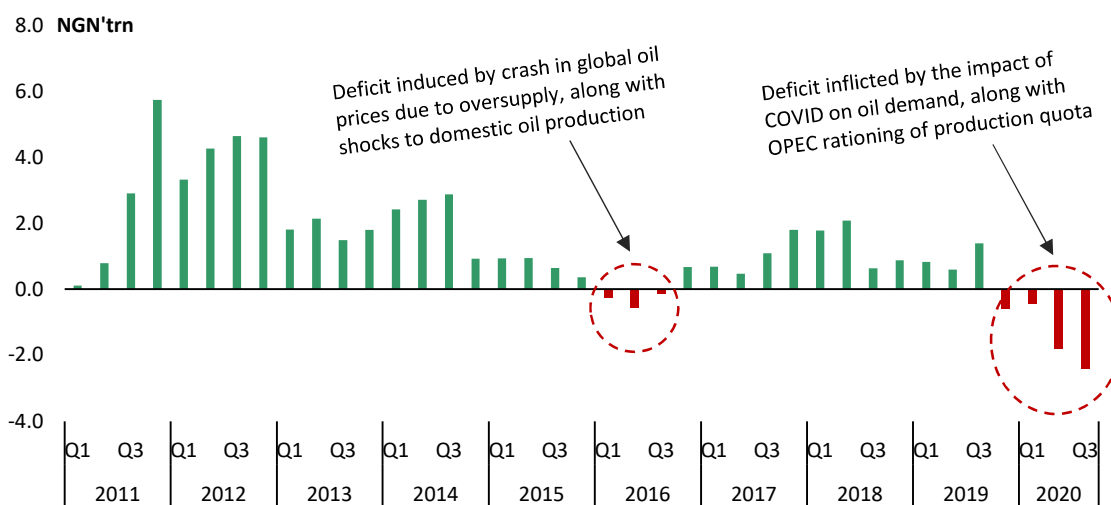 8.0 NGN'trn
6.0
4.0
2.0
0.0
-2.0
-4.0
Deficit induced by crash in global oil
prices due to oversupply, along with
shocks to domestic oil production
Deficit inflicted by the impact of
COVID on oil demand, along with
OPEC rationing of production quota
Q1 Q3 Q1 Q3 Q1 Q3 Q1 Q3 Q1 Q3 Q1 Q3 Q1 Q3 Q1 Q3 Q1 Q3 Q1 Q3
2011 2012 2013 2014 2015 2016 2017 2018 2019 2020